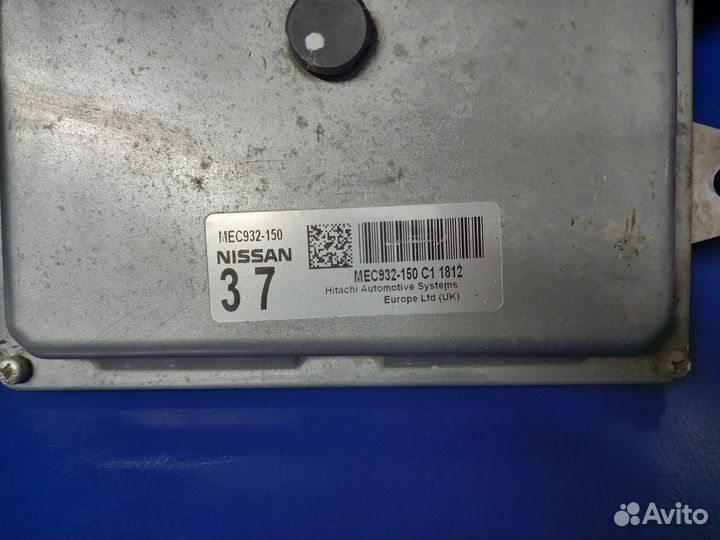 MEC932-150
NISSAN
37
MEC932-150 C1 1812
Hitachi Automotive Systems
Europe Ltd (UK)
Avito